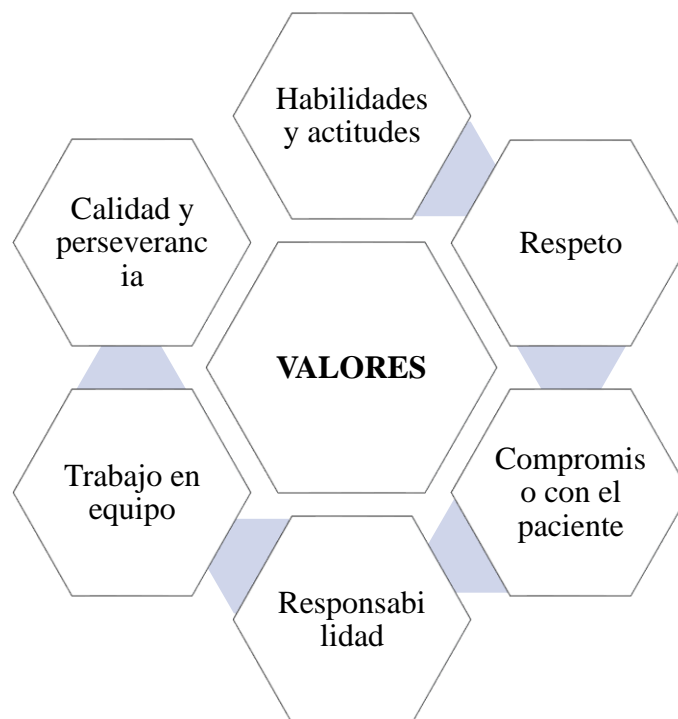 Habilidades
y actitudes
Calidad y
perseveranc
ia
Respeto
VALORES
Trabajo en
equipo
Compromis
o con el
paciente
Responsabi
lidad